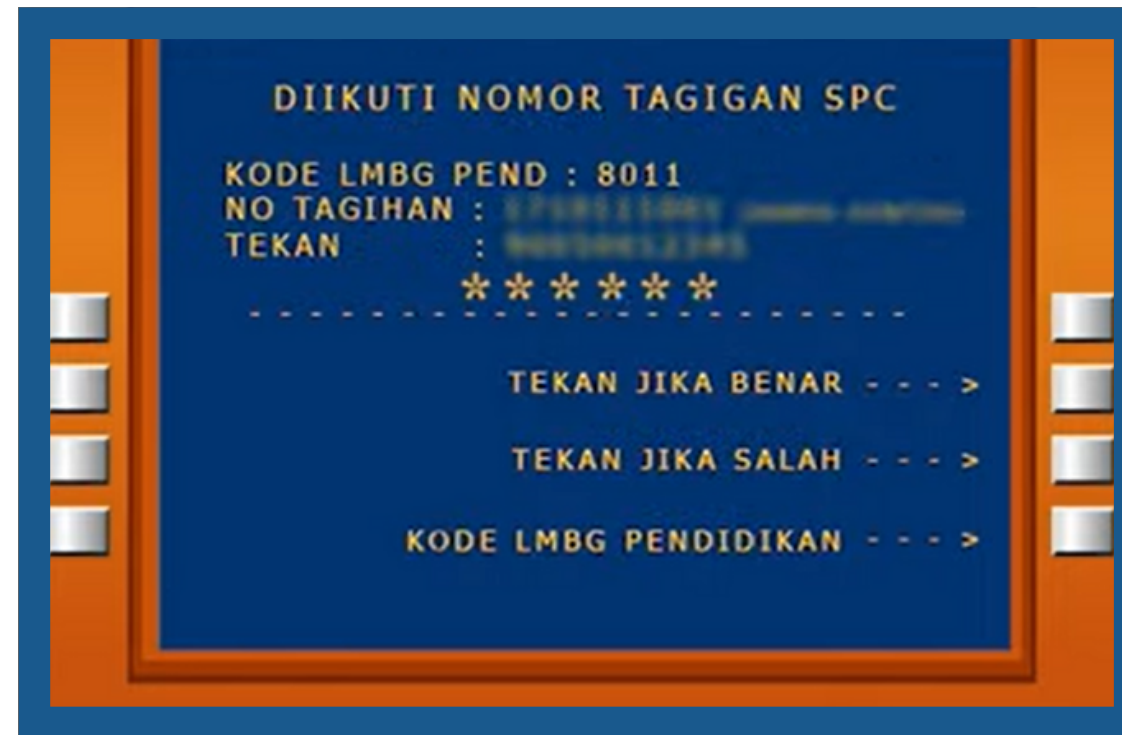 DIIKUTI NOMOR TAGIGAN SPC
KODE LMBG PEND : 8011
NO TAGIHAN :
TEKAN :
******
- - - - - - - - - - - - - - - - - - - - - -
TEKAN JIKA BENAR - - - >
TEKAN JIKA SALAH - - - >
KODE LMBG PENDIDIKAN - - - >